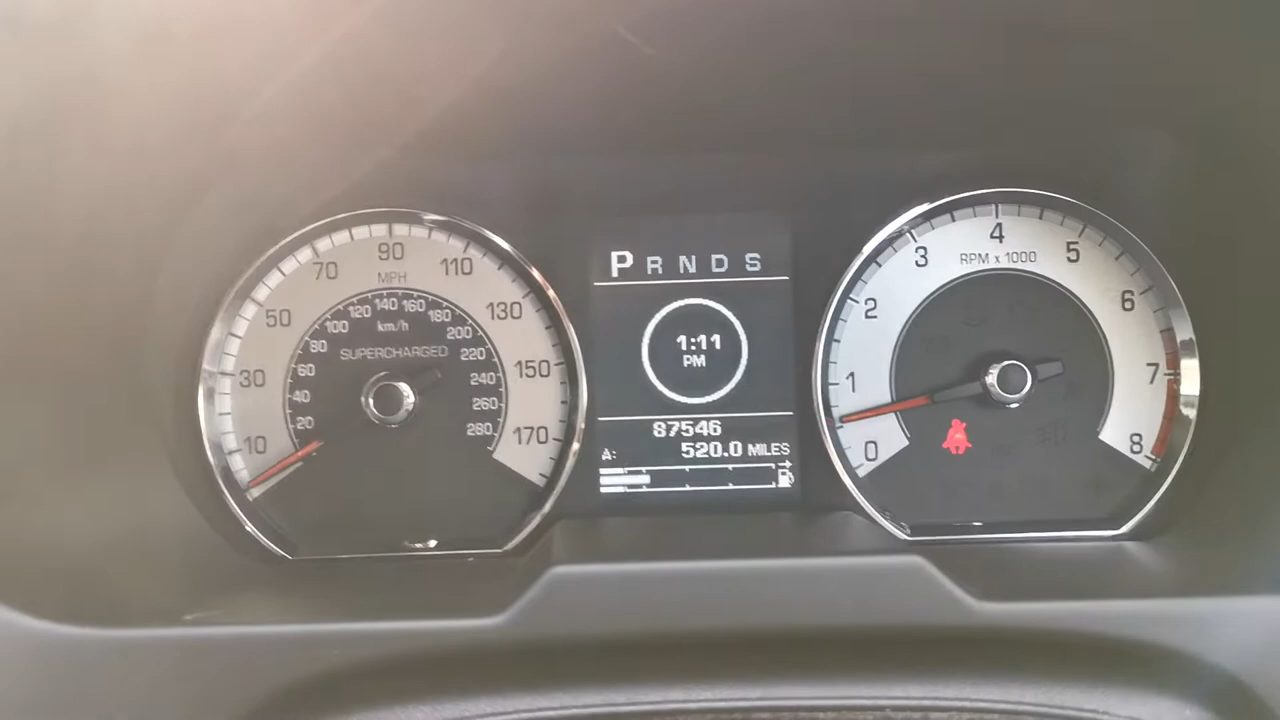 10 30 50 70 90 110 130 150 170
MPH
20 40 60 80 100 120 140 160 180 200 220 240 260 280
km/h
SUPERCHARGED
P R N D S
1:11
PM
87546
A: 520.0 MILES
0 1 2 3 4 5 6 7 8
RPM x 1000